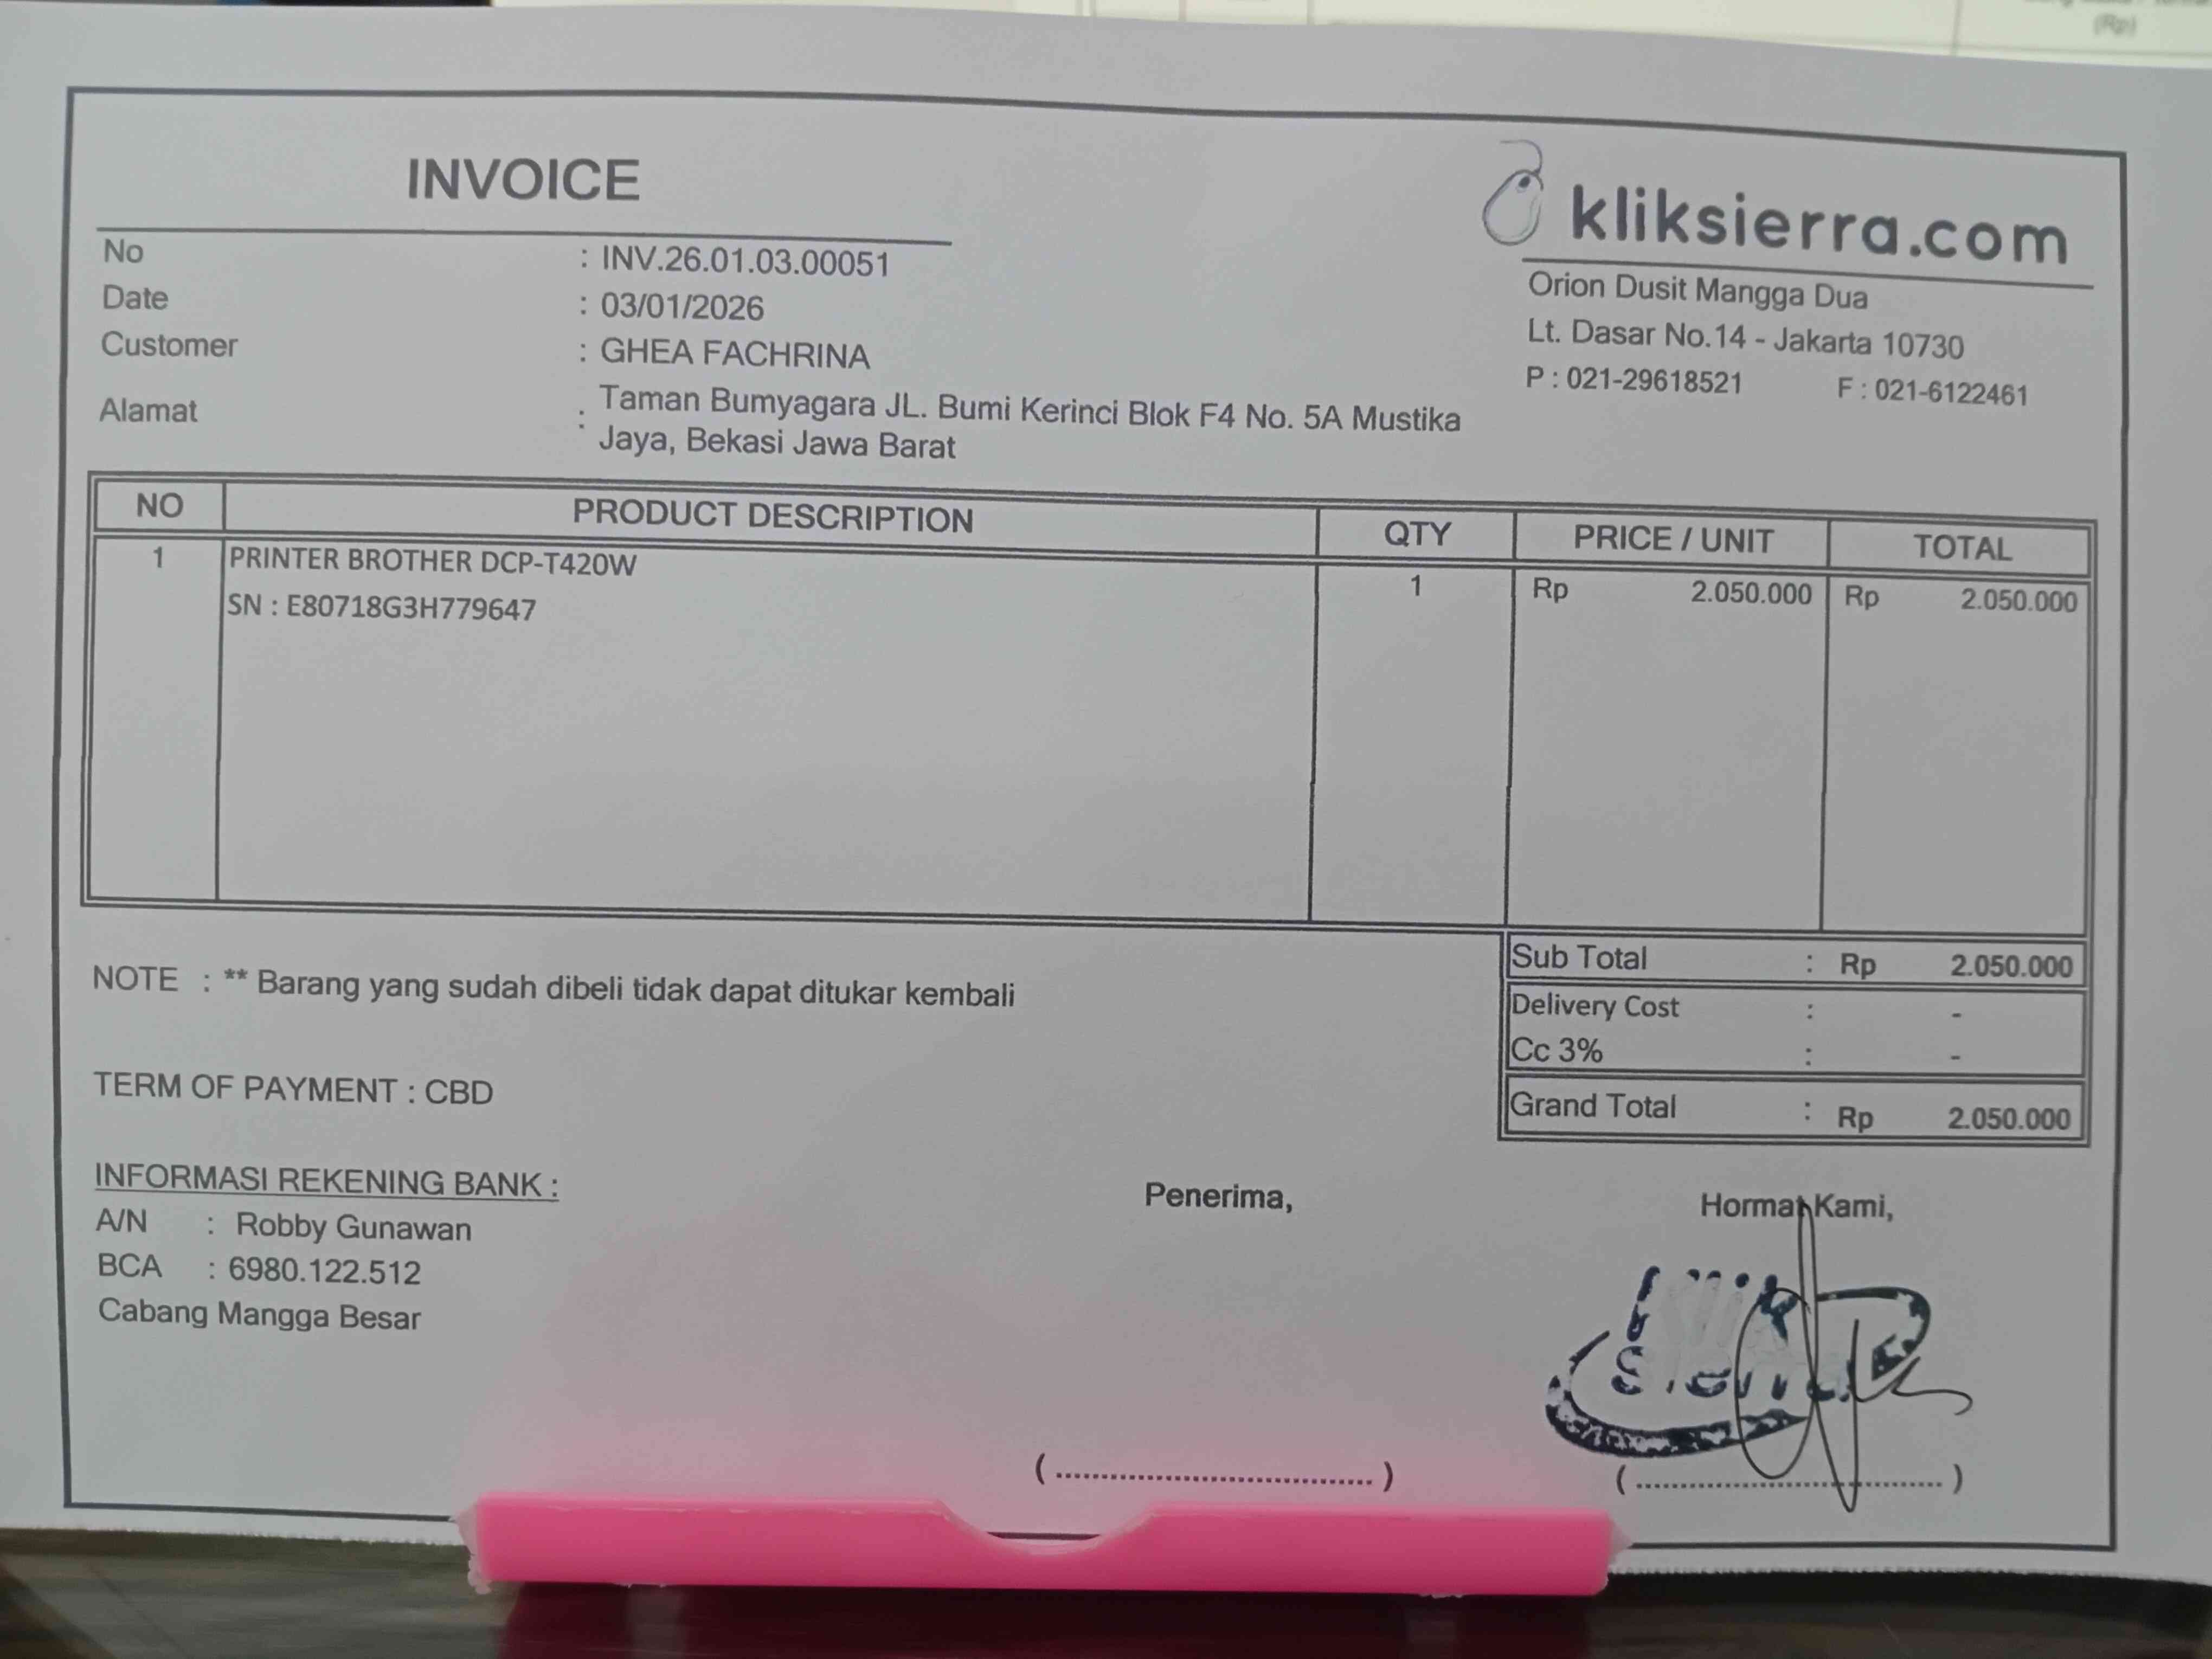 (Rp)
INVOICE
kliksierra.com
Orion Dusit Mangga Dua
Lt. Dasar No.14 - Jakarta 10730
P : 021-29618521 F : 021-6122461
No : INV.26.01.03.00051
Date : 03/01/2026
Customer : GHEA FACHRINA
Alamat : Taman Bumyagara JL. Bumi Kerinci Blok F4 No. 5A Mustika
Jaya, Bekasi Jawa Barat
NO PRODUCT DESCRIPTION QTY PRICE / UNIT TOTAL
1 PRINTER BROTHER DCP-T420W 1 Rp 2.050.000 Rp 2.050.000
SN : E80718G3H779647
Sub Total : Rp 2.050.000
Delivery Cost : -
Cc 3% : -
Grand Total : Rp 2.050.000
NOTE : ** Barang yang sudah dibeli tidak dapat ditukar kembali
TERM OF PAYMENT : CBD
INFORMASI REKENING BANK :
A/N : Robby Gunawan
BCA : 6980.122.512
Cabang Mangga Besar
Penerima,
(....................................)
Hormat Kami,
klik
sierra
(....................................)